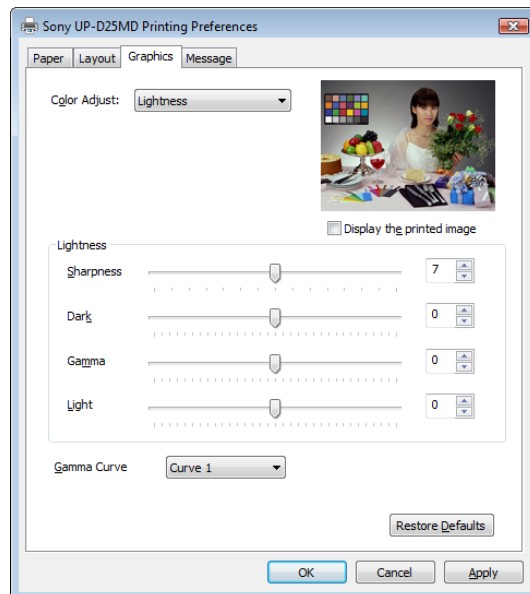 Sony UP-D25MD Printing Preferences
Paper Layout Graphics Message
Color Adjust: Lightness
Display the printed image
Lightness
Sharpness 7
Dark 0
Gamma 0
Light 0
Gamma Curve Curve 1
Restore Defaults
OK Cancel Apply